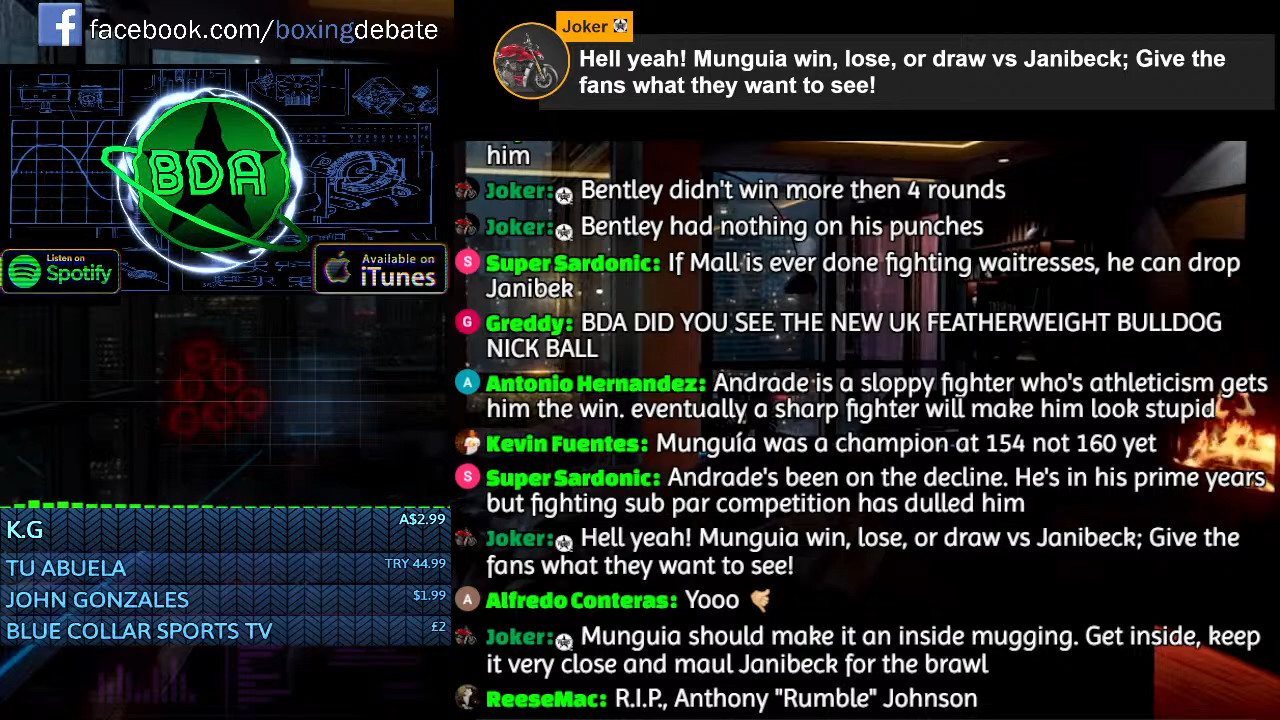 facebook.com/boxingdebate
BDA
Listen on
Spotify
Available on
iTunes
K.G
A$2.99
TU ABUELA
TRY 44.99
JOHN GONZALES
$1.99
BLUE COLLAR SPORTS TV
£2
Joker
Hell yeah! Munguia win, lose, or draw vs Janibeck; Give the
fans what they want to see!
him
Joker: Bentley didn't win more then 4 rounds
Joker: Bentley had nothing on his punches
S Super Sardonic: If Mall is ever done fighting waitresses, he can drop
Janibek
G Greddy: BDA DID YOU SEE THE NEW UK FEATHERWEIGHT BULLDOG
NICK BALL
A Antonio Hernandez: Andrade is a sloppy fighter who's athleticism gets
him the win. eventually a sharp fighter will make him look stupid
Kevin Fuentes: Munguía was a champion at 154 not 160 yet
S Super Sardonic: Andrade's been on the decline. He's in his prime years
but fighting sub par competition has dulled him
Joker: Hell yeah! Munguia win, lose, or draw vs Janibeck; Give the
fans what they want to see!
A Alfredo Conteras: Yooo
Joker: Munguia should make it an inside mugging. Get inside, keep
it very close and maul Janibeck for the brawl
ReeseMac: R.I.P., Anthony "Rumble" Johnson